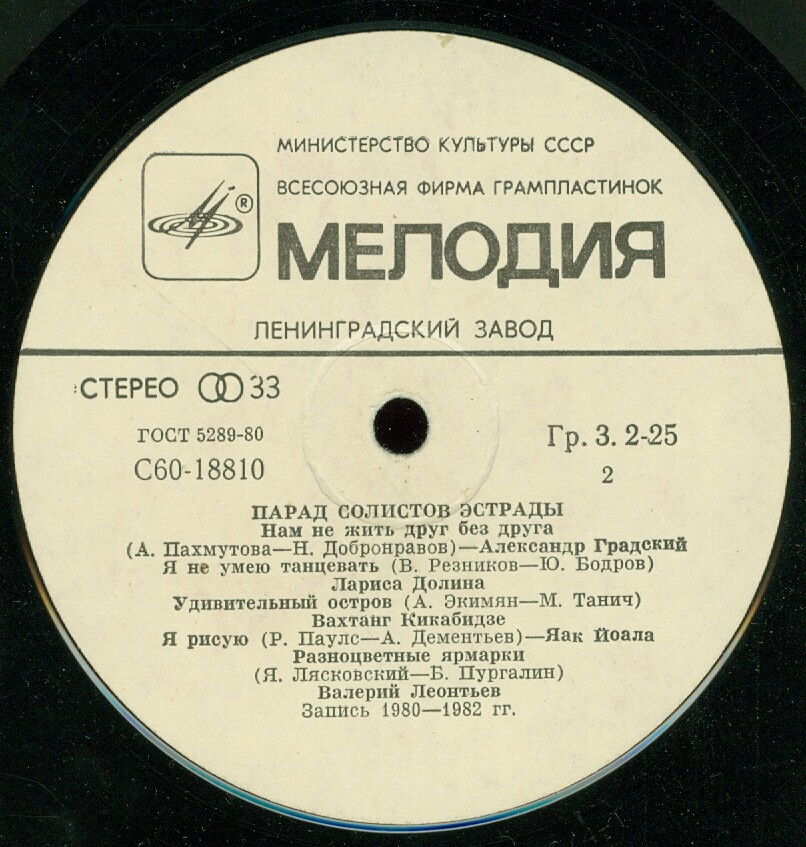 МИНИСТЕРСТВО КУЛЬТУРЫ СССР
ВСЕСОЮЗНАЯ ФИРМА ГРАМПЛАСТИНОК
®
МЕЛОДИЯ
ЛЕНИНГРАДСКИЙ ЗАВОД
СТЕРЕО 33
ГОСТ 5289-80
С60-18810
Гр. 3. 2-25
2
ПАРАД СОЛИСТОВ ЭСТРАДЫ
Нам не жить друг без друга
(А. Пахмутова—Н. Добронравов)—Александр Градский
Я не умею танцевать (В. Резников—Ю. Бодров)
Лариса Долина
Удивительный остров (А. Экимян—М. Танич)
Вахтанг Кикабидзе
Я рисую (Р. Паулс—А. Дементьев)—Яак Йоала
Разноцветные ярмарки
(Я. Лясковский—Б. Пургалин)
Валерий Леонтьев
Запись 1980—1982 гг.